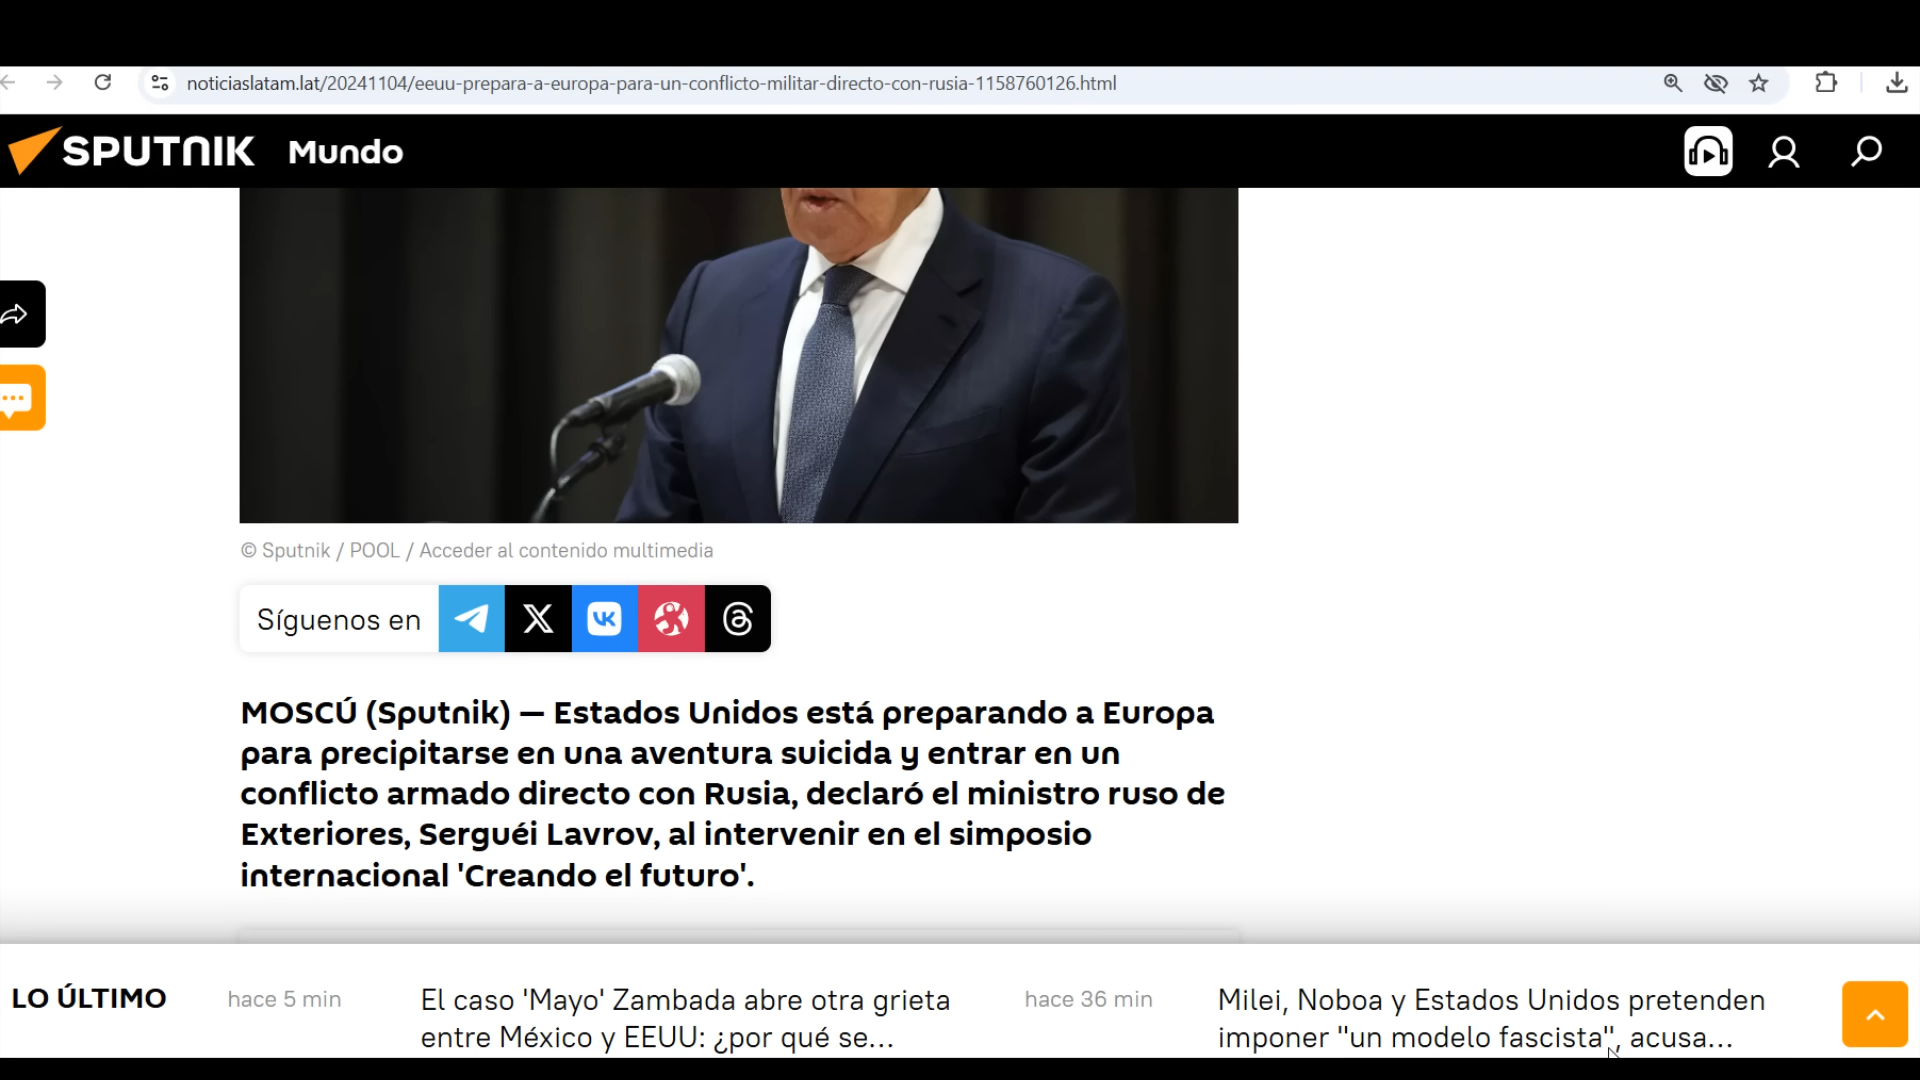 noticiaslatam.lat/20241104/eeuu-prepara-a-europa-para-un-conflicto-militar-directo-con-rusia-1158760126.html
SPUTNIK Mundo
© Sputnik / POOL / Acceder al contenido multimedia
Síguenos en
MOSCÚ (Sputnik) — Estados Unidos está preparando a Europa
para precipitarse en una aventura suicida y entrar en un
conflicto armado directo con Rusia, declaró el ministro ruso de
Exteriores, Serguéi Lavrov, al intervenir en el simposio
internacional 'Creando el futuro'.
LO ÚLTIMO
hace 5 min
El caso 'Mayo' Zambada abre otra grieta
entre México y EEUU: ¿por qué se...
hace 36 min
Milei, Noboa y Estados Unidos pretenden
imponer "un modelo fascista", acusa...